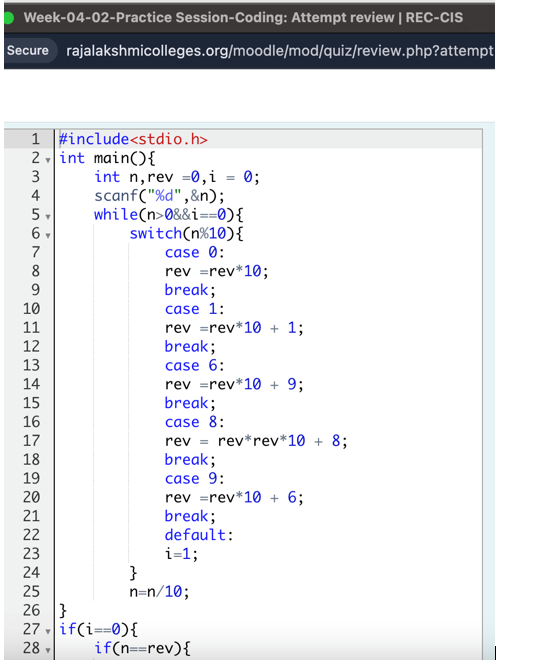 Week-04-02-Practice Session-Coding: Attempt review | REC-CIS
Secure rajalakshmicolleges.org/moodle/mod/quiz/review.php?attempt
1 #include<stdio.h>
2 int main(){
3 int n,rev =0,i = 0;
4 scanf("%d",&n);
5 while(n>0&&i==0){
6 switch(n%10){
7 case 0:
8 rev =rev*10;
9 break;
10 case 1:
11 rev =rev*10 + 1;
12 break;
13 case 6:
14 rev =rev*10 + 9;
15 break;
16 case 8:
17 rev = rev*rev*10 + 8;
18 break;
19 case 9:
20 rev =rev*10 + 6;
21 break;
22 default:
23 i=1;
24 }
25 n=n/10;
26 }
27 if(i==0){
28 if(n==rev){